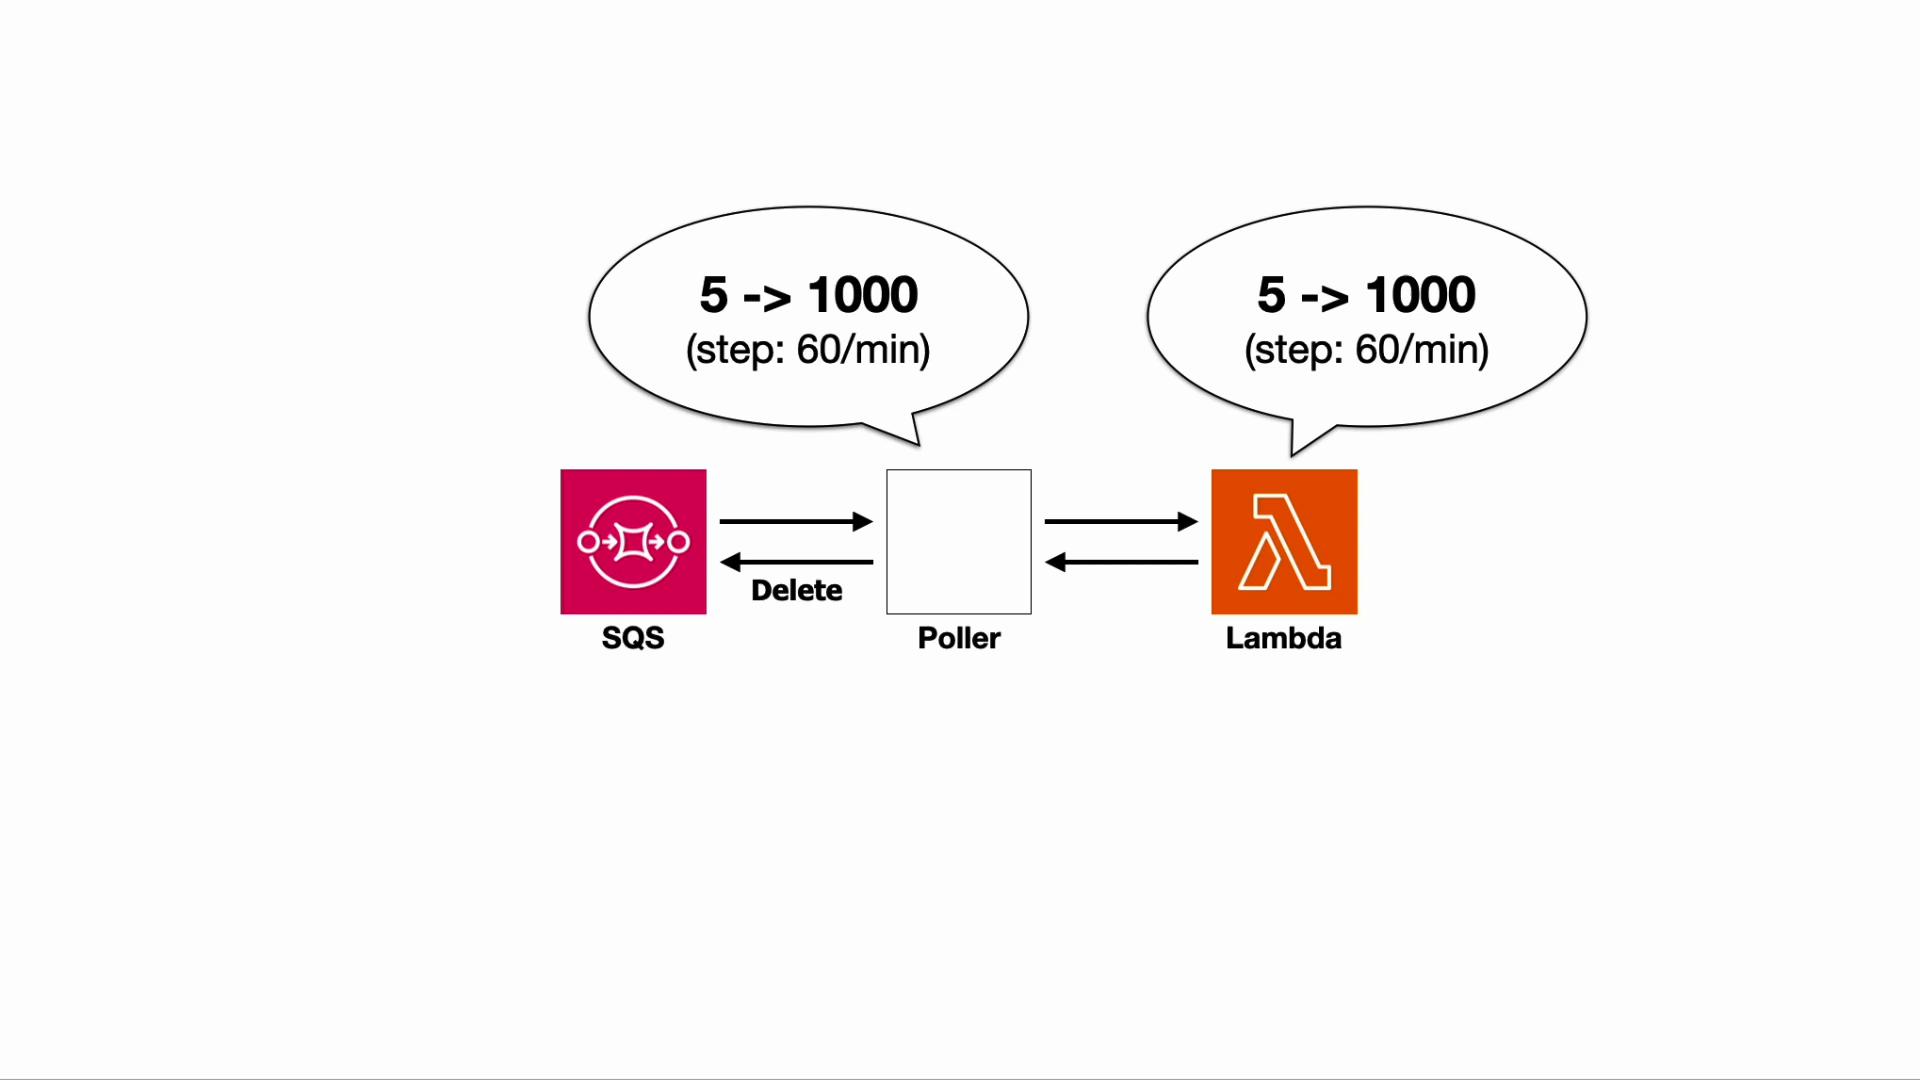 5 -> 1000
(step: 60/min)
5 -> 1000
(step: 60/min)
Delete
SQS
Poller
Lambda